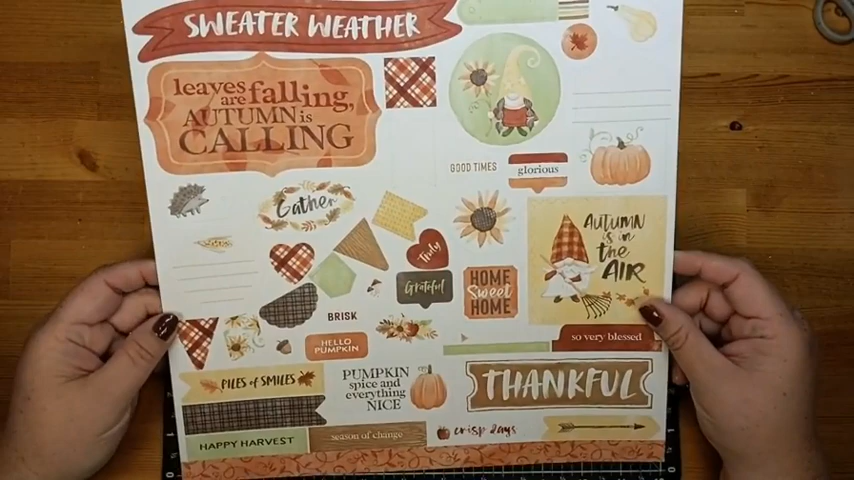 SWEATER WEATHER
leaves
are falling,
AUTUMN is
CALLING
GOOD TIMES
glorious
Gather
AUTUMN
is
in
the
AIR
Truly
Grateful
HOME
Sweet
HOME
BRISK
HELLO PUMPKIN
so very blessed
PILES of SMILES
PUMPKIN
spice and
everything
NICE
THANKFUL
HAPPY HARVEST
season of change
crisp days